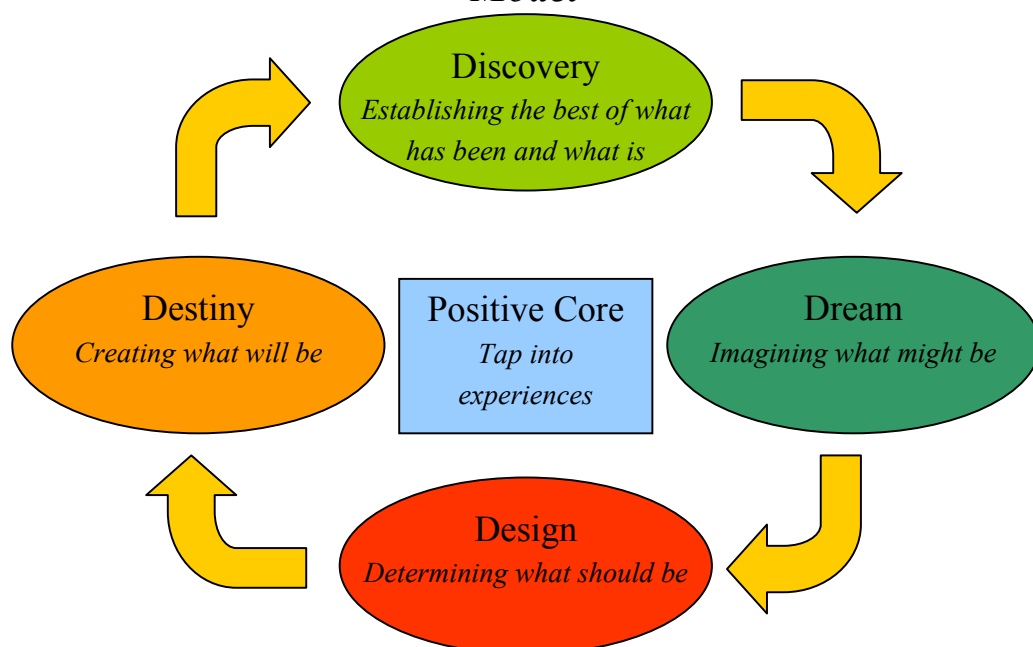 Discovery
Establishing the best of what
has been and what is
Destiny
Creating what will be
Positive Core
Tap into
experiences
Dream
Imagining what might be
Design
Determining what should be